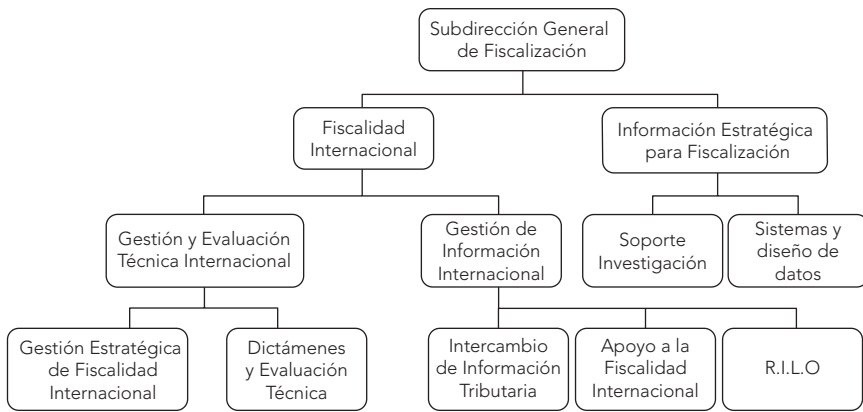 Subdirección General
de Fiscalización
Fiscalidad
Internacional
Información Estratégica
para Fiscalización
Gestión y Evaluación
Técnica Internacional
Gestión de
Información
Internacional
Soporte
Investigación
Sistemas y
diseño de
datos
Gestión Estratégica
de Fiscalidad
Internacional
Dictámenes
y Evaluación
Técnica
Intercambio
de Información
Tributaria
Apoyo a la
Fiscalidad
Internacional
R.I.L.O